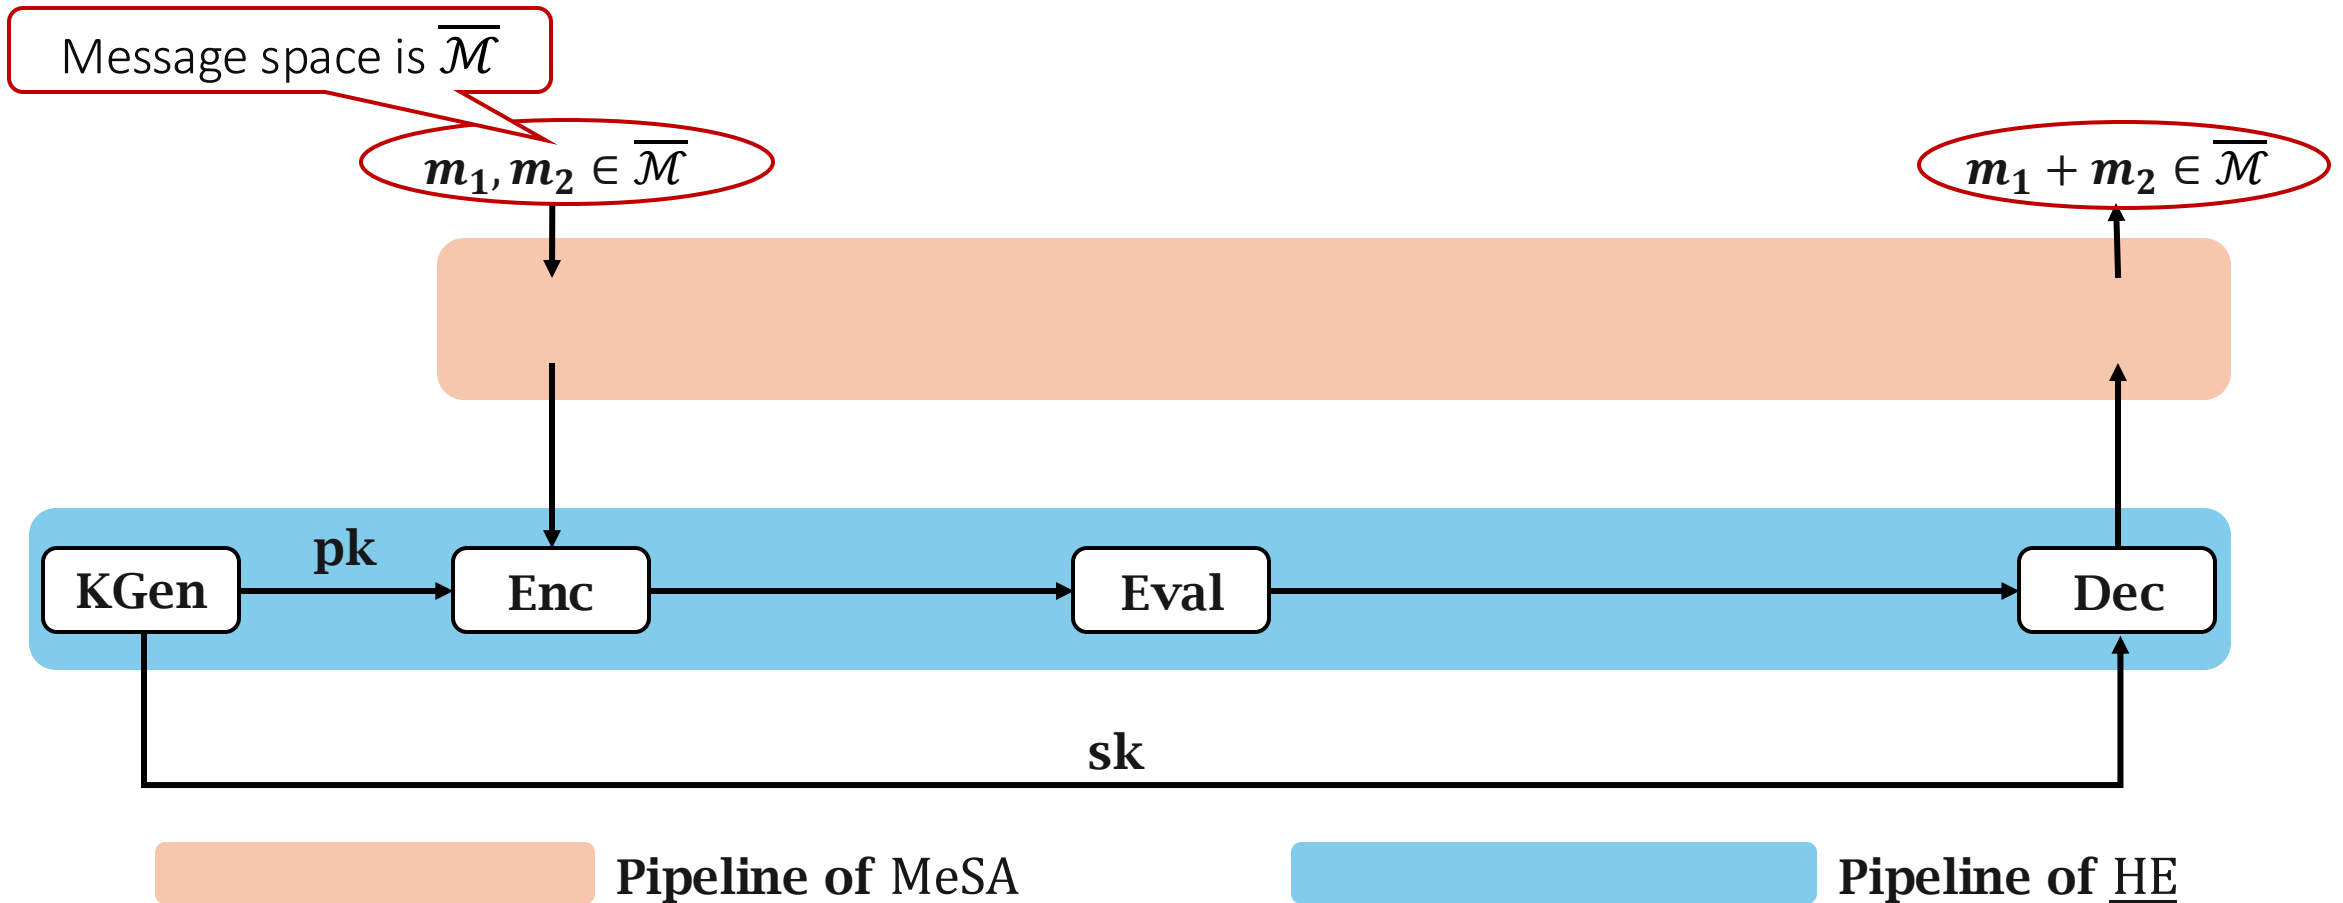 Message space is $\overline{\mathcal{M}}$
$m_1, m_2 \in \overline{\mathcal{M}}$
$m_1 + m_2 \in \overline{\mathcal{M}}$
pk
KGen
Enc
Eval
Dec
sk
Pipeline of MeSA
Pipeline of HE